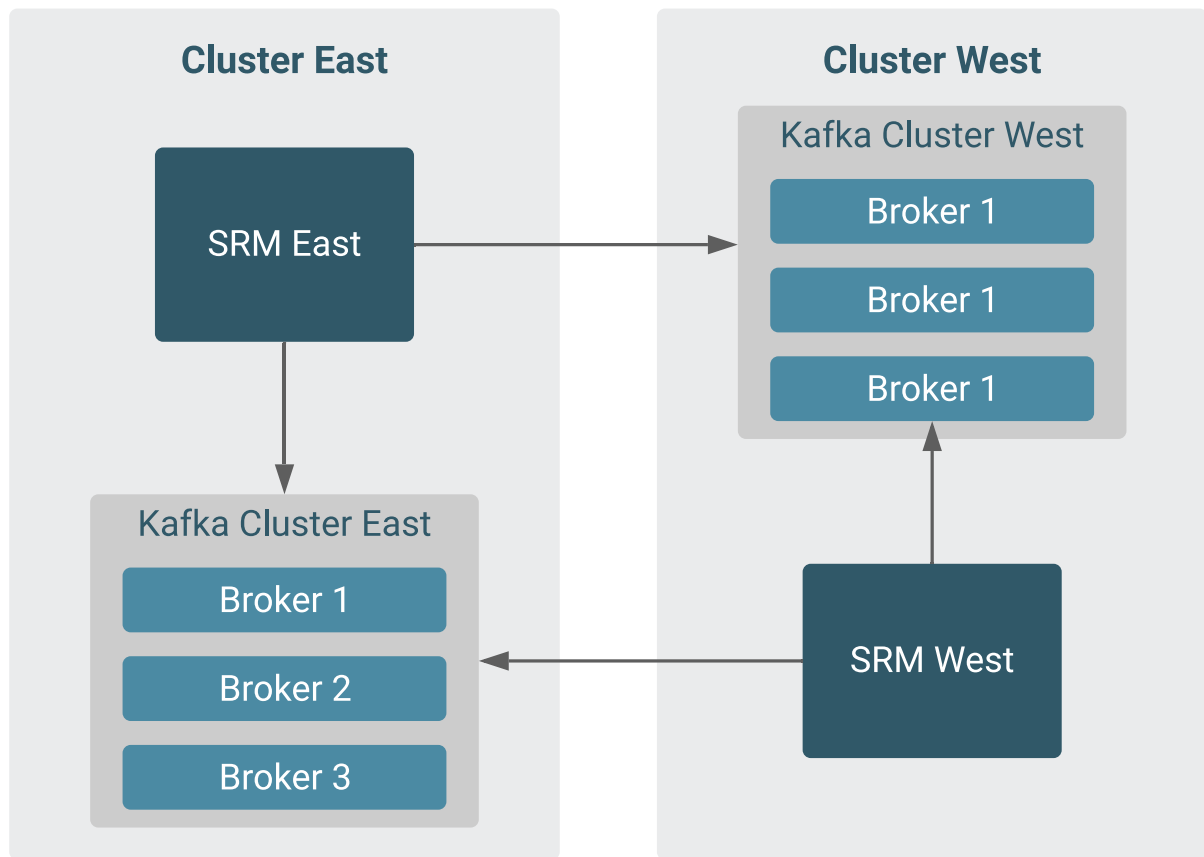 Cluster East
SRM East
Kafka Cluster East
Broker 1
Broker 2
Broker 3
Cluster West
Kafka Cluster West
Broker 1
Broker 1
Broker 1
SRM West